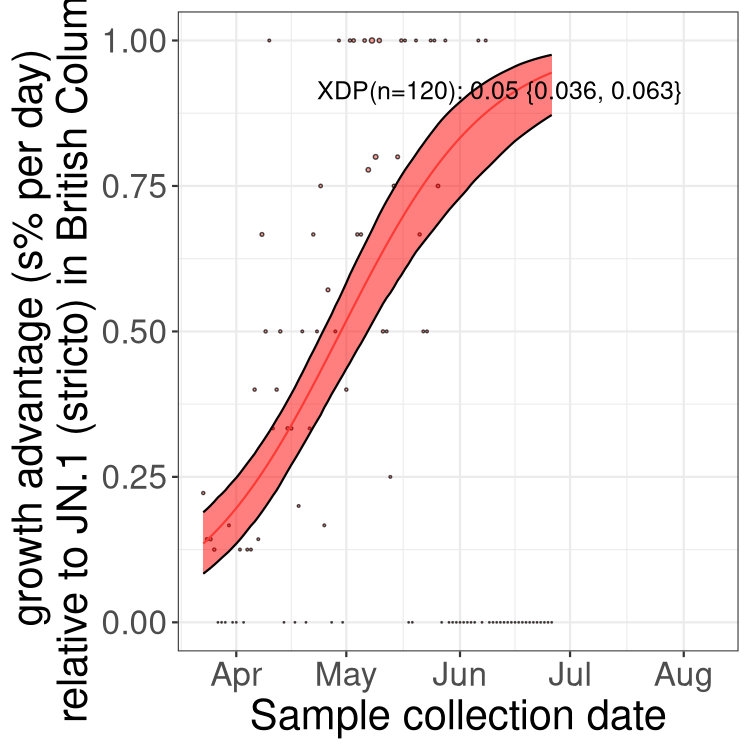 growth advantage (s% per day)
relative to JN.1 (stricto) in British Colum
1.00
0.75
0.50
0.25
0.00
XDP(n=120): 0.05 {0.036, 0.063}
Apr May Jun Jul Aug
Sample collection date